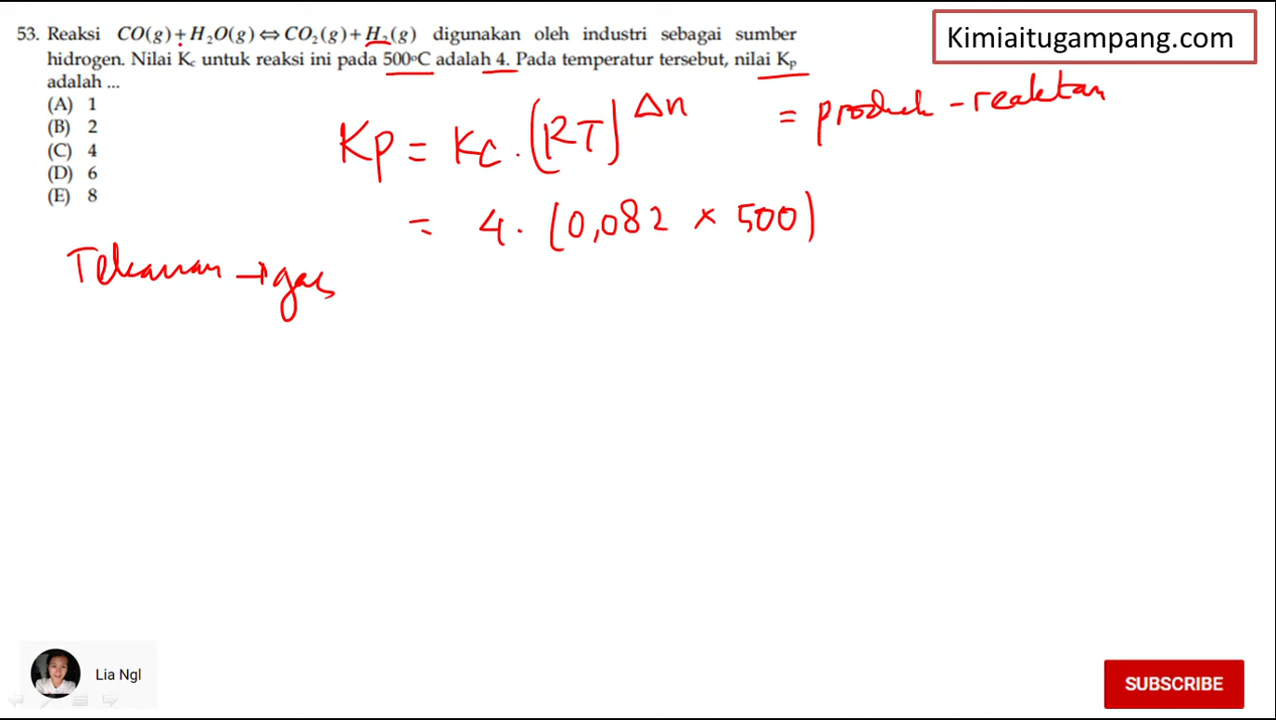 53. Reaksi CO(g)+H₂O(g)⇔CO₂(g)+H₂(g) digunakan oleh industri sebagai sumber
hidrogen. Nilai K꜀ untuk reaksi ini pada 500ᵒC adalah 4. Pada temperatur tersebut, nilai Kₚ
adalah ...
(A) 1
(B) 2
(C) 4
(D) 6
(E) 8
Kimiaitugampang.com
Kp = Kc . (RT)^Δn = produk - reaktan
= 4 . (0,082 × 500)
Tekanan → gas
Lia Ngl
SUBSCRIBE